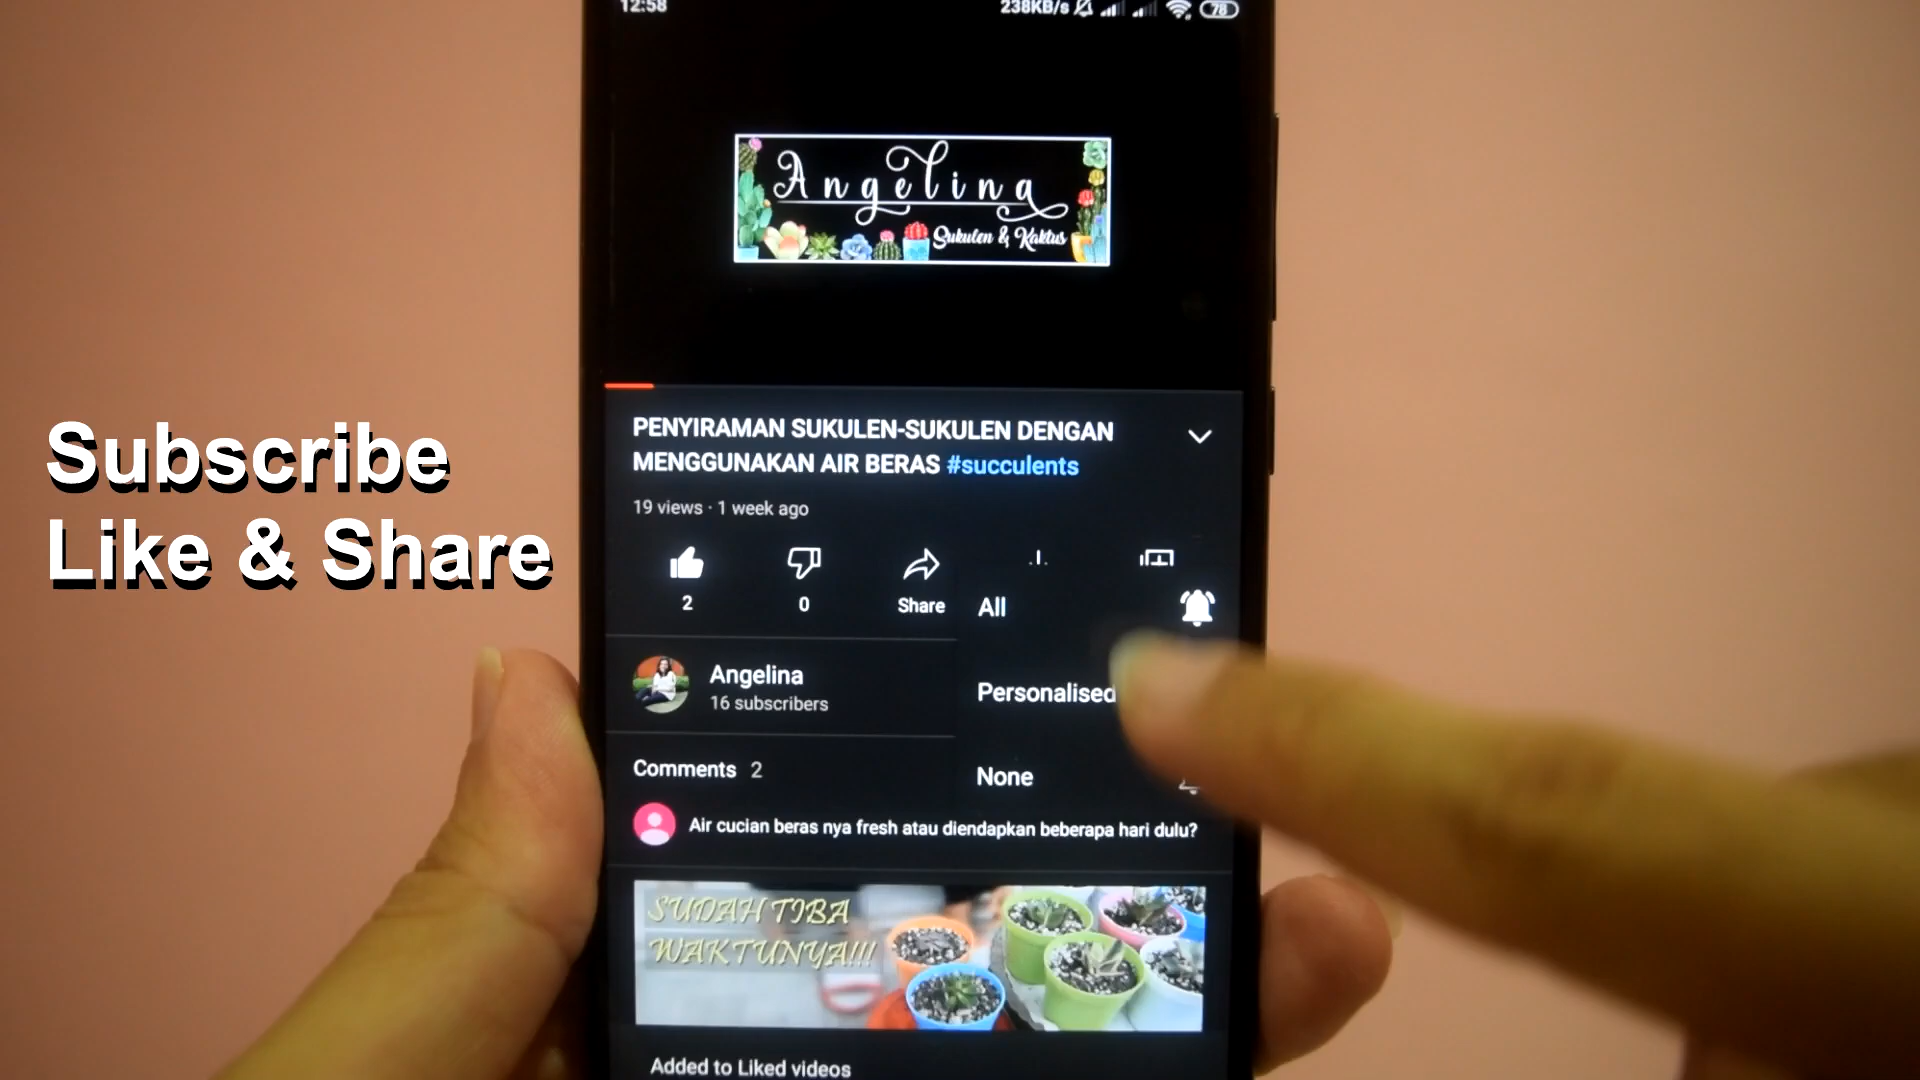 12:58
238KB/s
78
Angelina
Sukulen & Kaktus
PENYIRAMAN SUKULEN-SUKULEN DENGAN
MENGGUNAKAN AIR BERAS #succulents
19 views · 1 week ago
2
0
Share
All
Angelina
16 subscribers
Personalised
None
Comments 2
Air cucian beras nya fresh atau diendapkan beberapa hari dulu?
SUDAH TIBA
WAKTUNYA!!!
Added to Liked videos
Subscribe
Like & Share